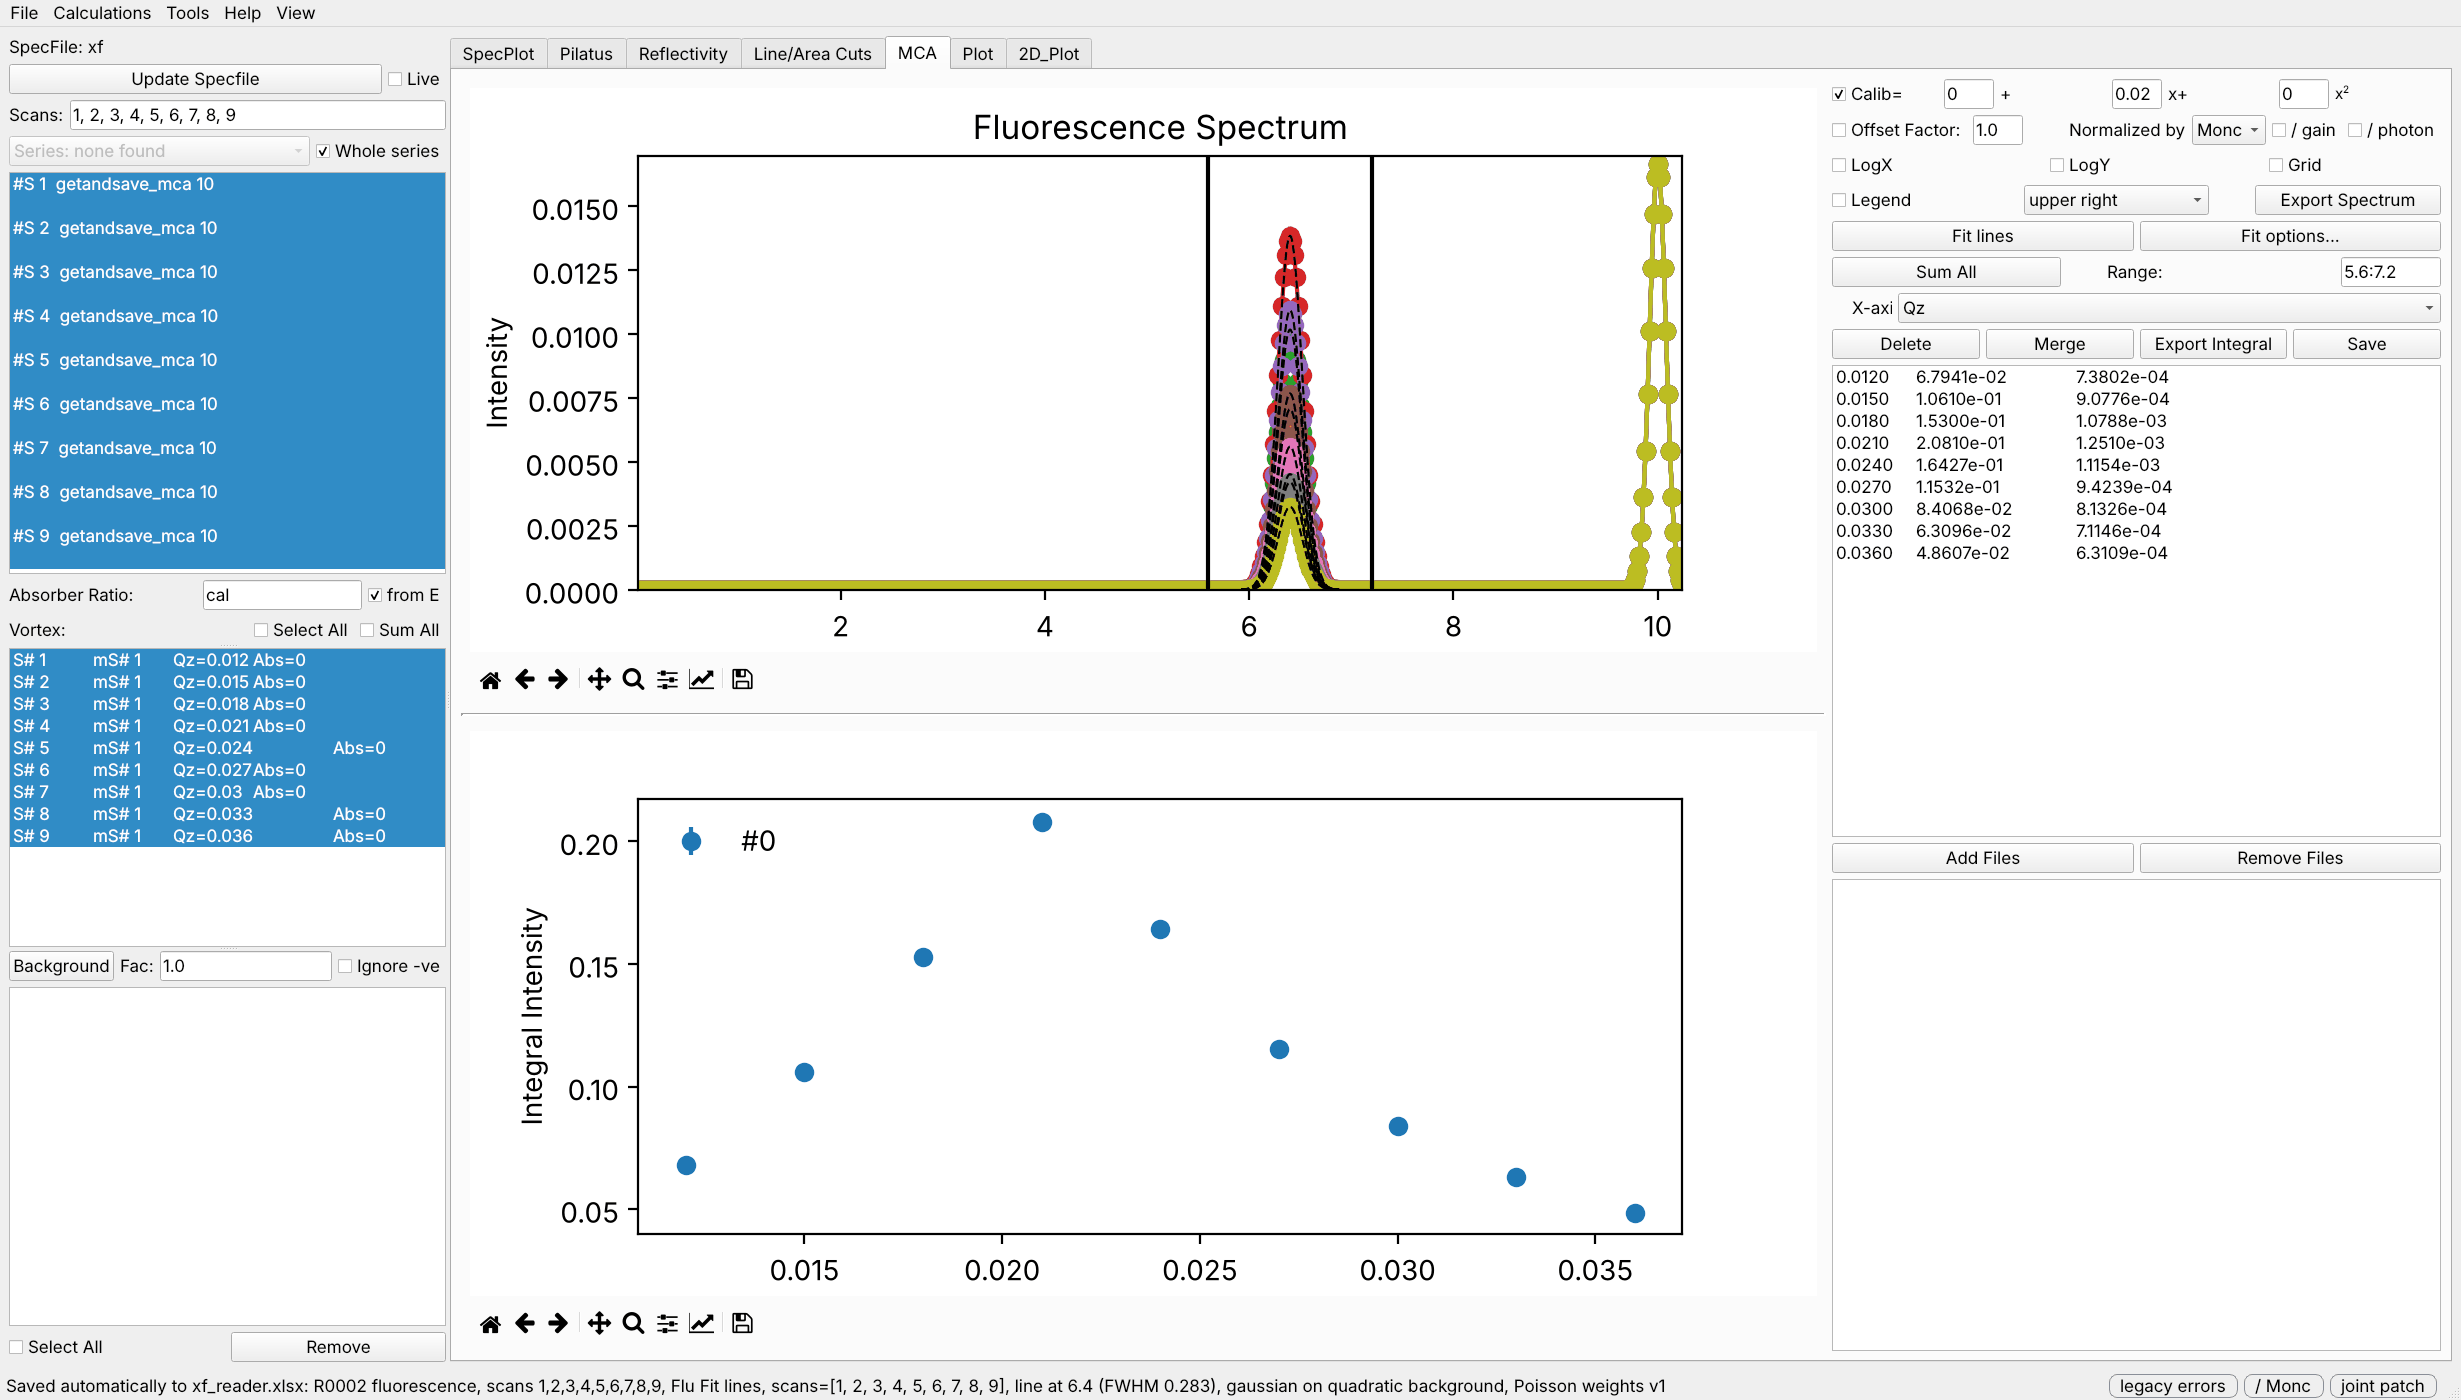 File Calculations Tools Help View
SpecFile: xf
Update Specfile Live
Scans: 1, 2, 3, 4, 5, 6, 7, 8, 9
Series: none found Whole series
#S 1 getandsave_mca 10
#S 2 getandsave_mca 10
#S 3 getandsave_mca 10
#S 4 getandsave_mca 10
#S 5 getandsave_mca 10
#S 6 getandsave_mca 10
#S 7 getandsave_mca 10
#S 8 getandsave_mca 10
#S 9 getandsave_mca 10
Absorber Ratio: cal from E
Vortex: Select All Sum All
S# 1 mS# 1 Qz=0.012 Abs=0
S# 2 mS# 1 Qz=0.015 Abs=0
S# 3 mS# 1 Qz=0.018 Abs=0
S# 4 mS# 1 Qz=0.021 Abs=0
S# 5 mS# 1 Qz=0.024 Abs=0
S# 6 mS# 1 Qz=0.027 Abs=0
S# 7 mS# 1 Qz=0.03 Abs=0
S# 8 mS# 1 Qz=0.033 Abs=0
S# 9 mS# 1 Qz=0.036 Abs=0
Background Fac: 1.0 Ignore -ve
Select All Remove
SpecPlot Pilatus Reflectivity Line/Area Cuts MCA Plot 2D_Plot
Fluorescence Spectrum
Intensity
0.0150
0.0125
0.0100
0.0075
0.0050
0.0025
0.0000
2 4 6 8 10
#0
Integral Intensity
0.20
0.15
0.10
0.05
0.015 0.020 0.025 0.030 0.035
Calib= 0 + 0.02 x+ 0 x²
Offset Factor: 1.0 Normalized by Monc / gain / photon
LogX LogY Grid
Legend upper right Export Spectrum
Fit lines Fit options...
Sum All Range: 5.6:7.2
X-axi Qz
Delete Merge Export Integral Save
0.0120 6.7941e-02 7.3802e-04
0.0150 1.0610e-01 9.0776e-04
0.0180 1.5300e-01 1.0788e-03
0.0210 2.0810e-01 1.2510e-03
0.0240 1.6427e-01 1.1154e-03
0.0270 1.1532e-01 9.4239e-04
0.0300 8.4068e-02 8.1326e-04
0.0330 6.3096e-02 7.1146e-04
0.0360 4.8607e-02 6.3109e-04
Add Files Remove Files
Saved automatically to xf_reader.xlsx: R0002 fluorescence, scans 1,2,3,4,5,6,7,8,9, Flu Fit lines, scans=[1, 2, 3, 4, 5, 6, 7, 8, 9], line at 6.4 (FWHM 0.283), gaussian on quadratic background, Poisson weights v1
legacy errors / Monc joint patch